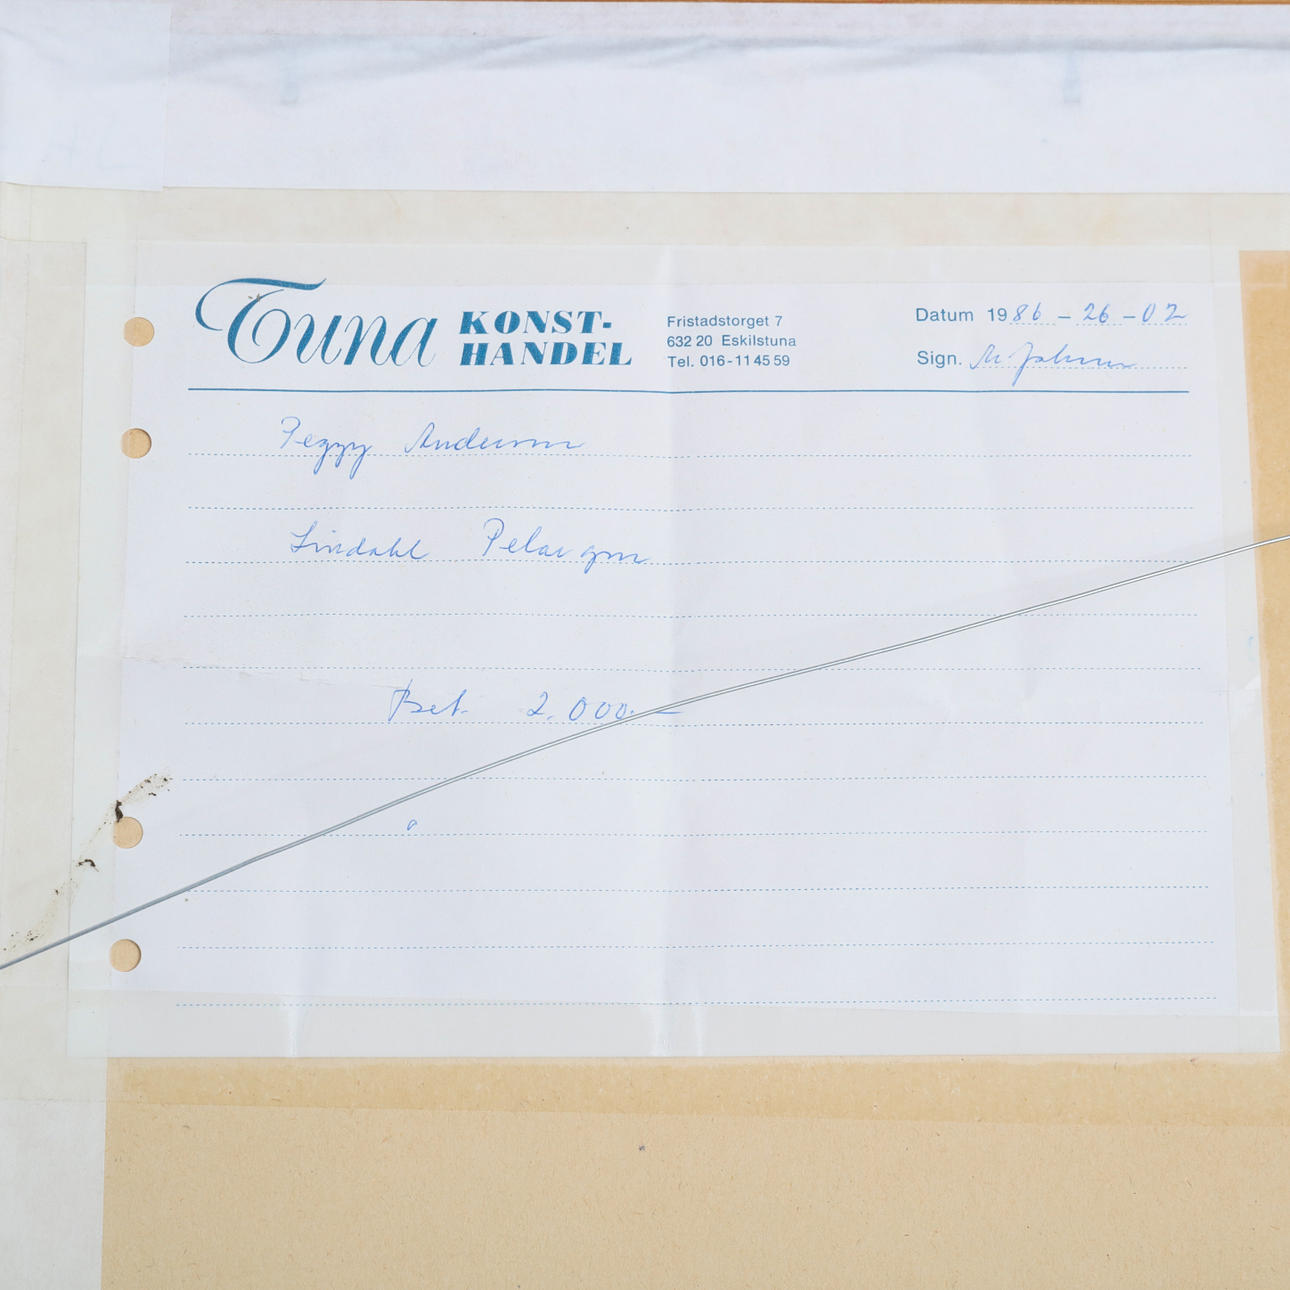 Tuna KONST-
HANDEL
Fristadstorget 7
632 20 Eskilstuna
Tel. 016-11 45 59
Datum 1986-26-02
Sign.
Peggy Anderson
Lindahl Pelargon
Bet. 2.000:-